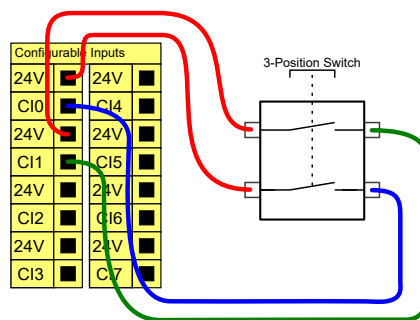 Configurable Inputs
3-Position Switch
24V 24V
CI0 CI4
24V 24V
CI1 CI5
24V 24V
CI2 CI6
24V 24V
CI3 CI7